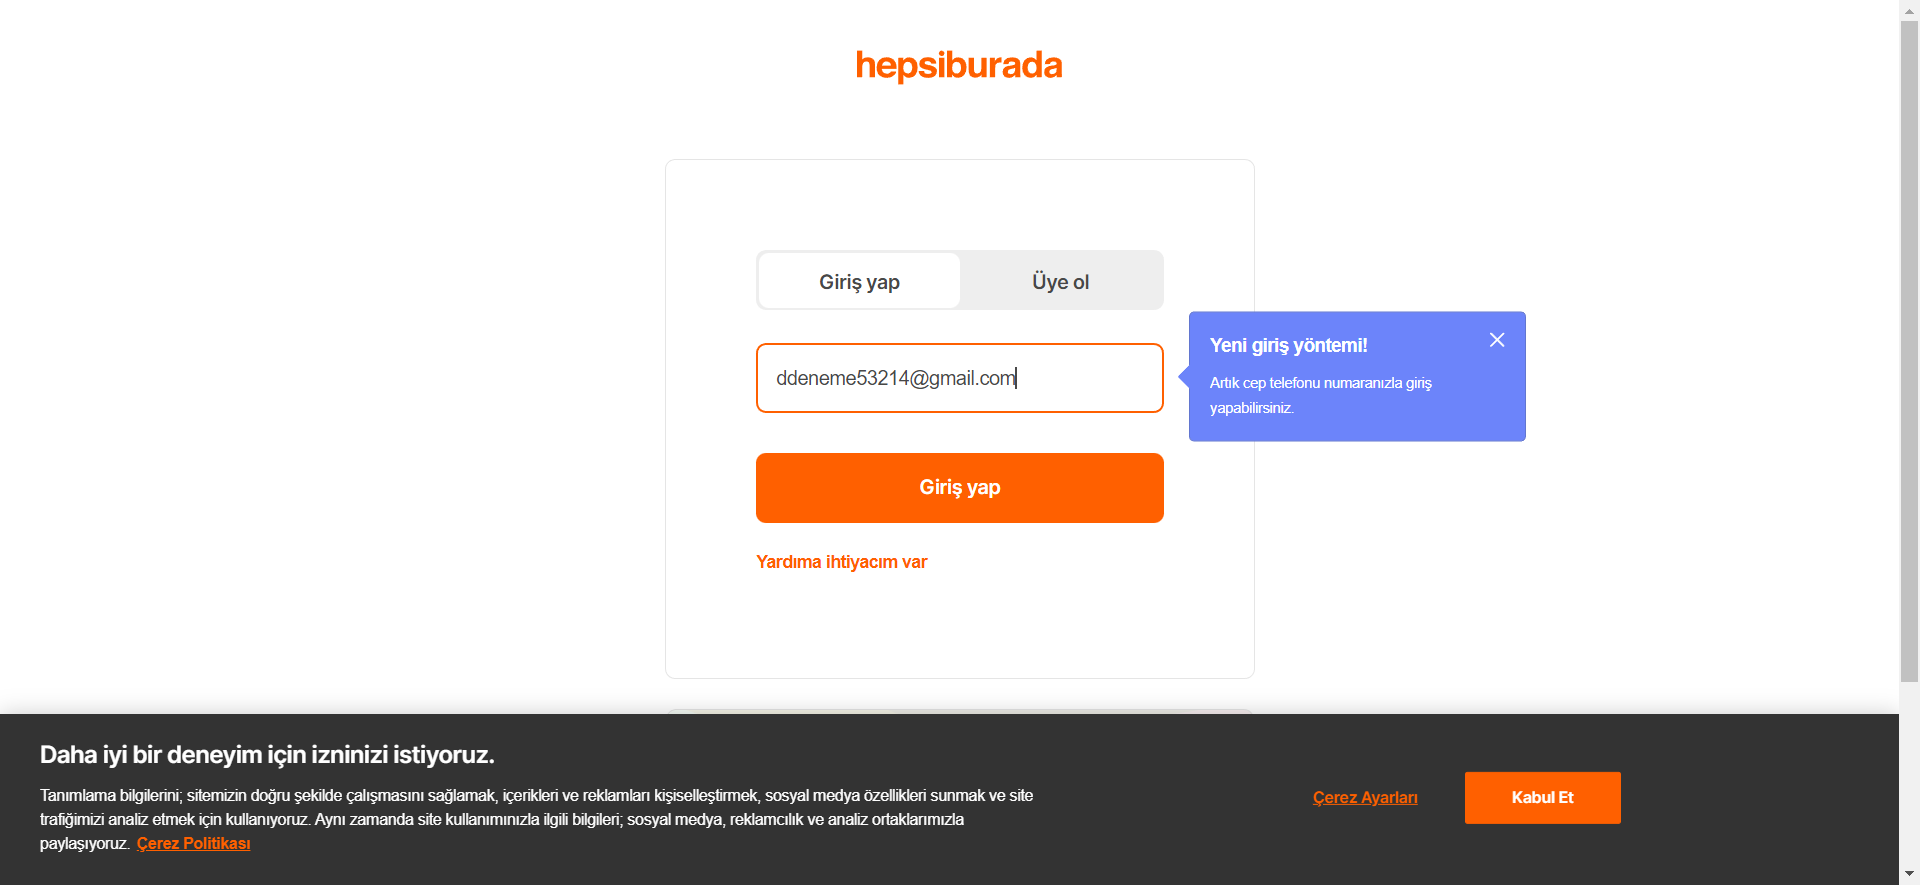 hepsiburada
Giriş yap
Üye ol
ddeneme53214@gmail.com
Yeni giriş yöntemi!
Artık cep telefonu numaranızla giriş
yapabilirsiniz.
Giriş yap
Yardıma ihtiyacım var
Daha iyi bir deneyim için izninizi istiyoruz.
Tanımlama bilgilerini; sitemizin doğru şekilde çalışmasını sağlamak, içerikleri ve reklamları kişiselleştirmek, sosyal medya özellikleri sunmak ve site
trafiğimizi analiz etmek için kullanıyoruz. Aynı zamanda site kullanımınızla ilgili bilgileri; sosyal medya, reklamcılık ve analiz ortaklarımızla
paylaşıyoruz. Çerez Politikası
Çerez Ayarları
Kabul Et